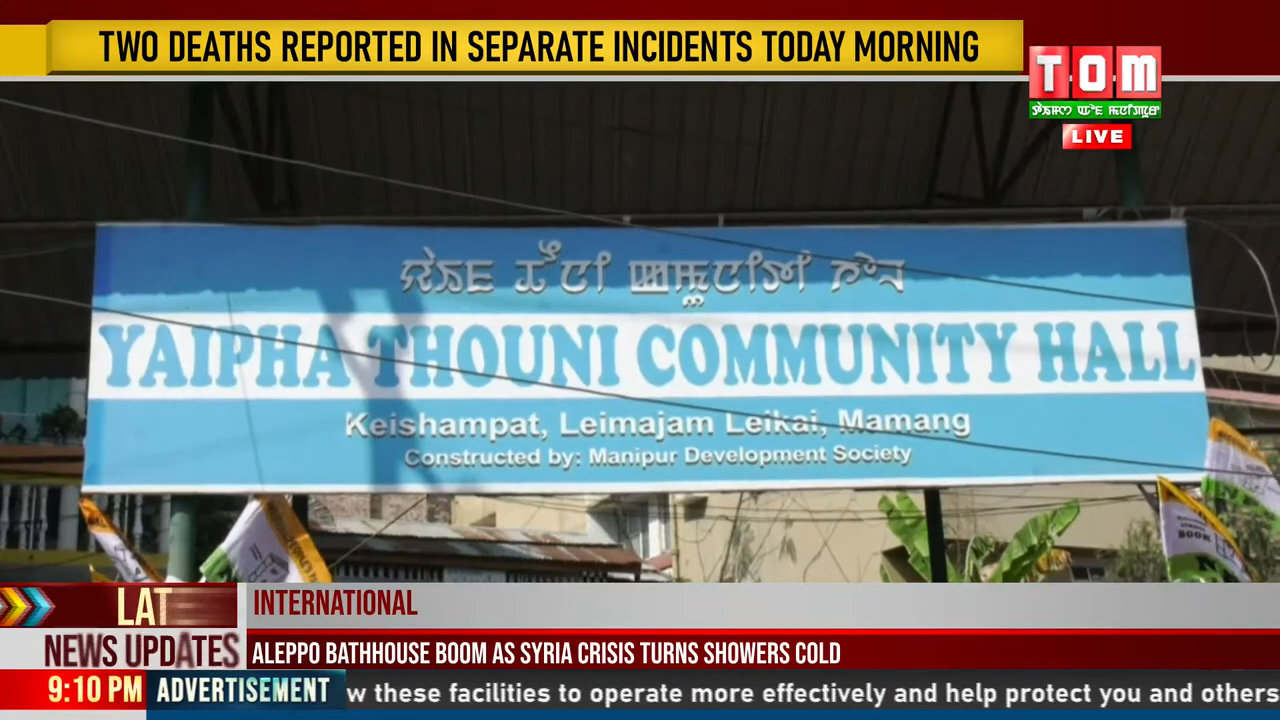 TWO DEATHS REPORTED IN SEPARATE INCIDENTS TODAY MORNING
TOM
LIVE
YAIPHA THOUNI COMMUNITY HALL
Keishampat, Leimajam Leikai, Mamang
Constructed by: Manipur Development Society
BOOK
LATE
NEWS UPDATES
INTERNATIONAL
ALEPPO BATHHOUSE BOOM AS SYRIA CRISIS TURNS SHOWERS COLD
9:10 PM
ADVERTISEMENT
w these facilities to operate more effectively and help protect you and others